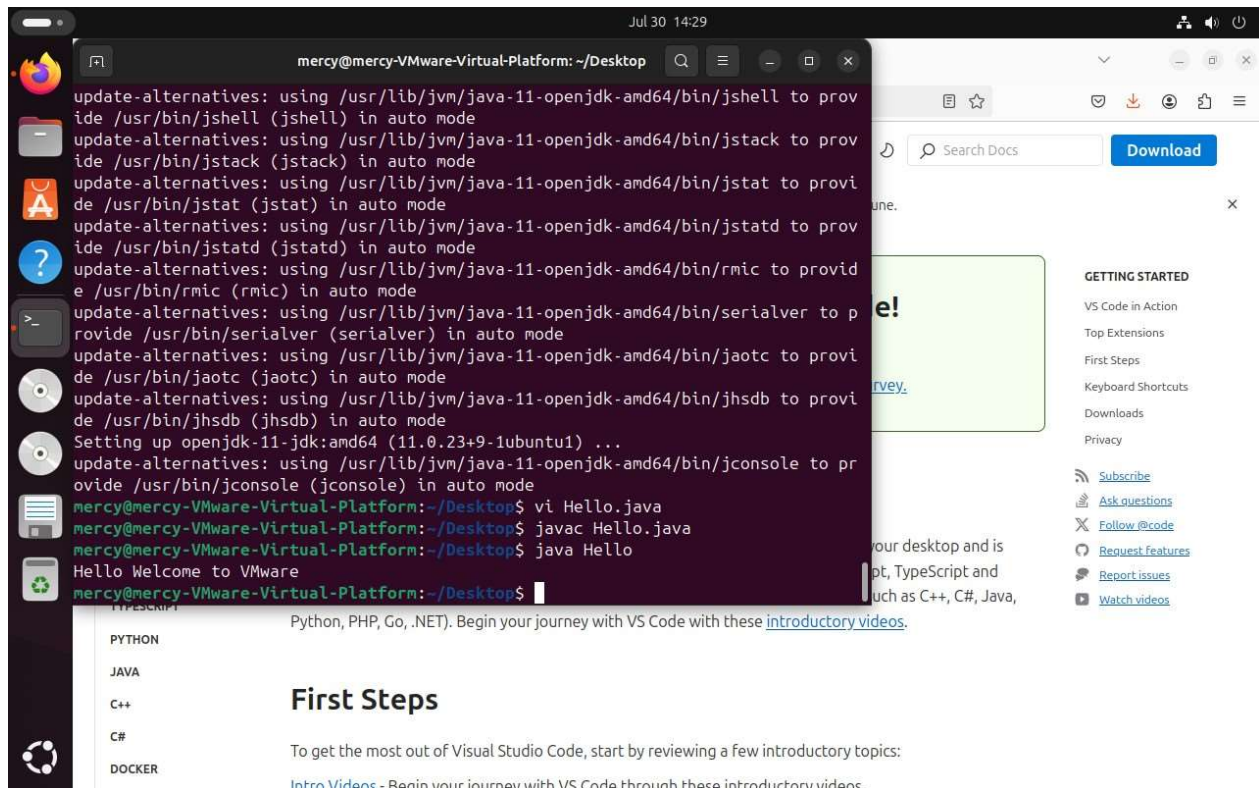 Jul 30 14:29
mercy@mercy-VMware-Virtual-Platform: ~/Desktop
update-alternatives: using /usr/lib/jvm/java-11-openjdk-amd64/bin/jshell to prov
ide /usr/bin/jshell (jshell) in auto mode
update-alternatives: using /usr/lib/jvm/java-11-openjdk-amd64/bin/jstack to prov
ide /usr/bin/jstack (jstack) in auto mode
update-alternatives: using /usr/lib/jvm/java-11-openjdk-amd64/bin/jstat to provi
de /usr/bin/jstat (jstat) in auto mode
update-alternatives: using /usr/lib/jvm/java-11-openjdk-amd64/bin/jstatd to prov
ide /usr/bin/jstatd (jstatd) in auto mode
update-alternatives: using /usr/lib/jvm/java-11-openjdk-amd64/bin/rmic to provid
e /usr/bin/rmic (rmic) in auto mode
update-alternatives: using /usr/lib/jvm/java-11-openjdk-amd64/bin/serialver to p
rovide /usr/bin/serialver (serialver) in auto mode
update-alternatives: using /usr/lib/jvm/java-11-openjdk-amd64/bin/jaotc to provi
de /usr/bin/jaotc (jaotc) in auto mode
update-alternatives: using /usr/lib/jvm/java-11-openjdk-amd64/bin/jhsdb to provi
de /usr/bin/jhsdb (jhsdb) in auto mode
Setting up openjdk-11-jdk:amd64 (11.0.23+9-1ubuntu1) ...
update-alternatives: using /usr/lib/jvm/java-11-openjdk-amd64/bin/jconsole to pr
ovide /usr/bin/jconsole (jconsole) in auto mode
mercy@mercy-VMware-Virtual-Platform:~/Desktop$ vi Hello.java
mercy@mercy-VMware-Virtual-Platform:~/Desktop$ javac Hello.java
mercy@mercy-VMware-Virtual-Platform:~/Desktop$ java Hello
Hello Welcome to VMware
mercy@mercy-VMware-Virtual-Platform:~/Desktop$
Search Docs
Download
une.
e!
rvey.
your desktop and is
pt, TypeScript and
uch as C++, C#, Java,
Python, PHP, Go, .NET). Begin your journey with VS Code with these introductory videos.
First Steps
To get the most out of Visual Studio Code, start by reviewing a few introductory topics:
Intro Videos - Begin your journey with VS Code through these introductory videos.
TYPESCRIPT
PYTHON
JAVA
C++
C#
DOCKER
GETTING STARTED
VS Code in Action
Top Extensions
First Steps
Keyboard Shortcuts
Downloads
Privacy
Subscribe
Ask questions
Follow @code
Request features
Report issues
Watch videos